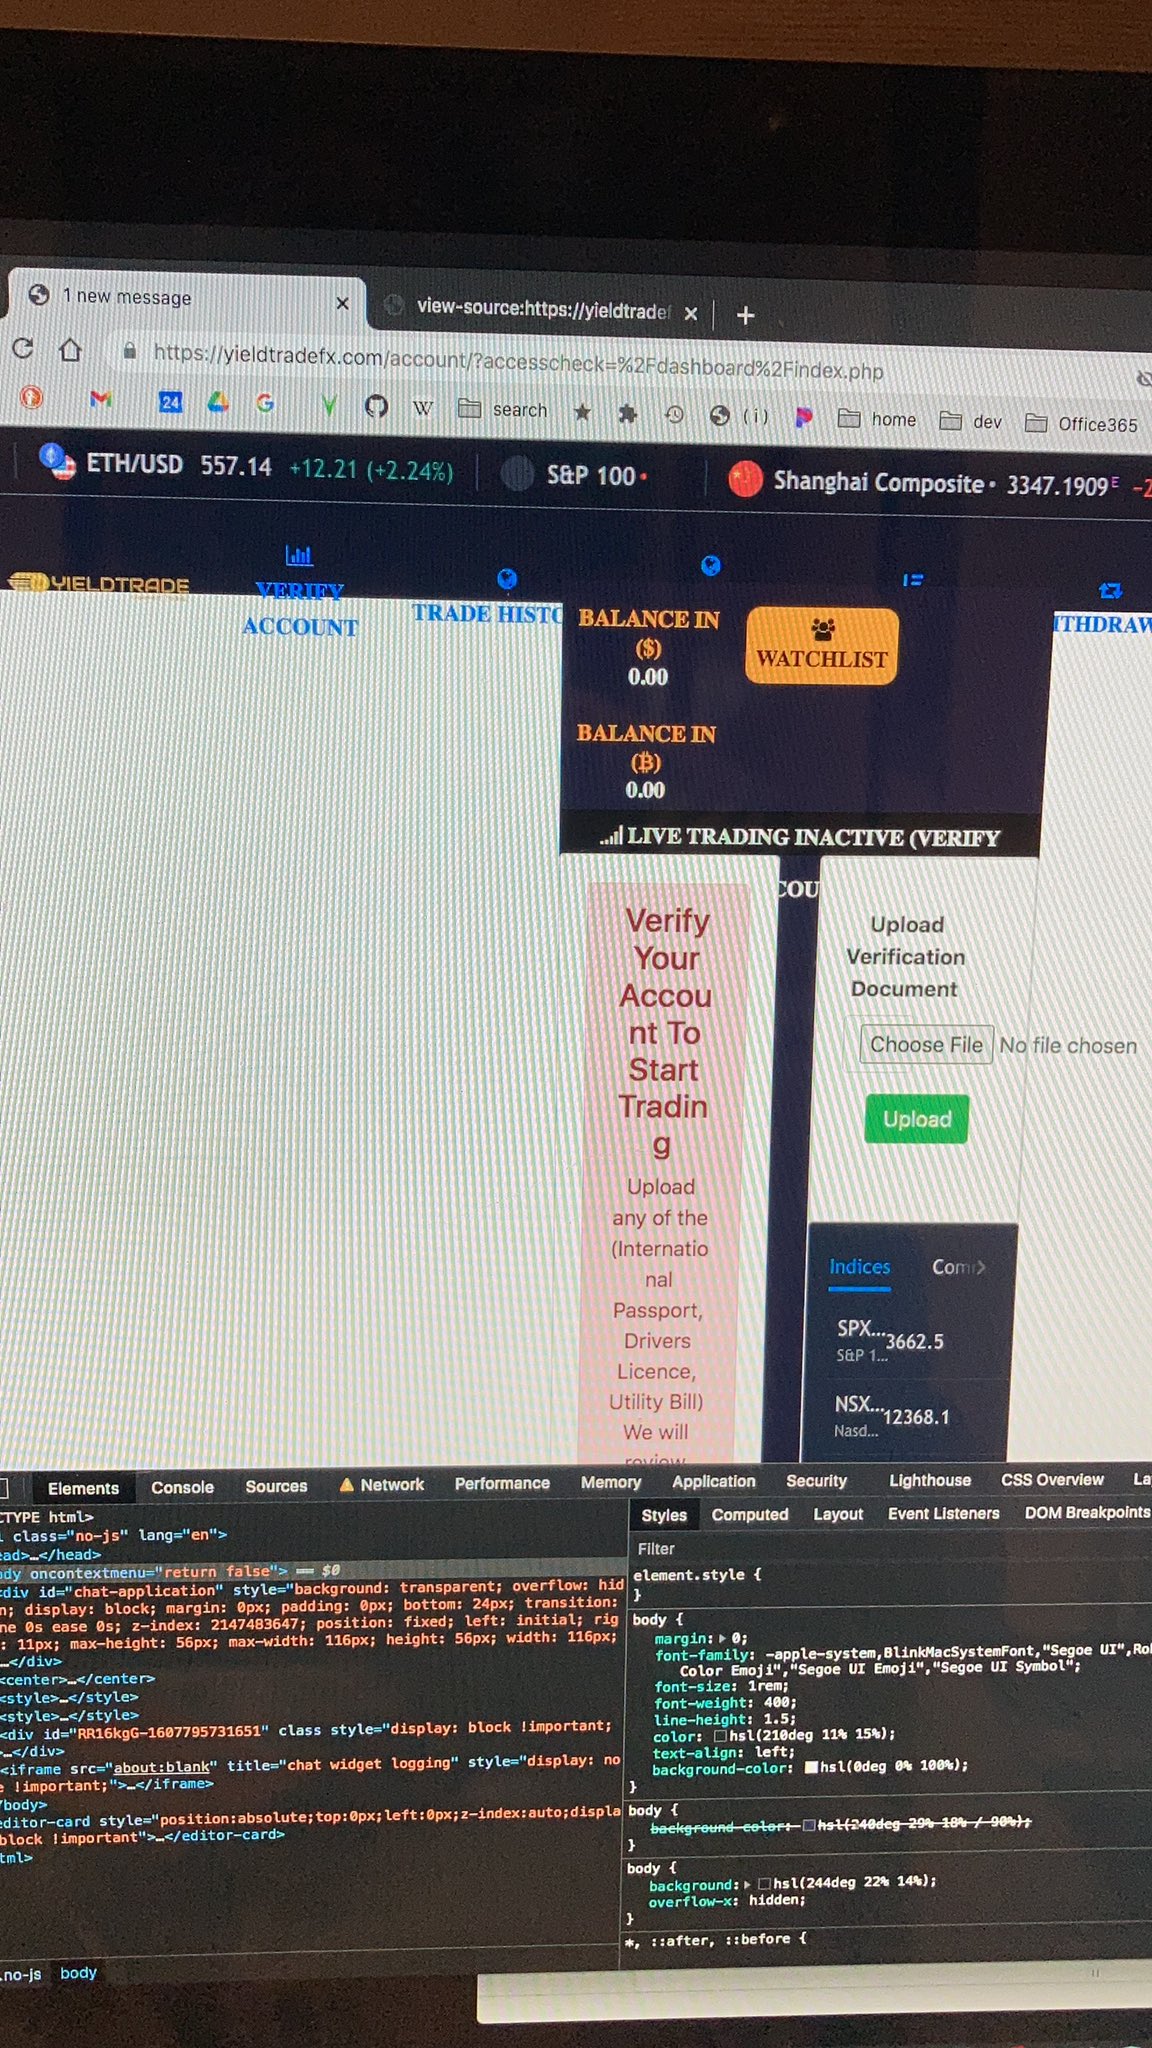 1 new message
view-source:https://yieldtradef
https://yieldtradefx.com/account/?accesscheck=%2Fdashboard%2Findex.php
24
W
search
( i )
home
dev
Office365
ETH/USD 557.14 +12.21 (+2.24%)
S&P 100
Shanghai Composite 3347.1909 E -2
YIELDTRADE
VERIFY
ACCOUNT
TRADE HISTO
BALANCE IN
($)
0.00
WATCHLIST
ITHDRAW
BALANCE IN
(₿)
0.00
LIVE TRADING INACTIVE (VERIFY
COU
Verify
Your
Accou
nt To
Start
Tradin
g
Upload
any of the
(Internatio
nal
Passport,
Drivers
Licence,
Utility Bill)
We will
review
Upload
Verification
Document
Choose File No file chosen
Upload
Indices Com
SPX... 3662.5
S&P 1...
NSX... 12368.1
Nasd...
Elements Console Sources Network Performance Memory Application Security Lighthouse CSS Overview La
CTYPE html>
class="no-js" lang="en">
ead>…</head>
ody oncontextmenu="return false"> == $0
<div id="chat-application" style="background: transparent; overflow: hid
n; display: block; margin: 0px; padding: 0px; bottom: 24px; transition:
ne 0s ease 0s; z-index: 2147483647; position: fixed; left: initial; rig
: 11px; max-height: 56px; max-width: 116px; height: 56px; width: 116px;
…</div>
<center>…</center>
<style>…</style>
<style>…</style>
<div id="RR16kgG-1607795731651" class style="display: block !important;
…</div>
<iframe src="about:blank" title="chat widget logging" style="display: no
e !important;">…</iframe>
/body>
editor-card style="position:absolute;top:0px;left:0px;z-index:auto;displa
block !important">…</editor-card>
tml>
.no-js body
Styles Computed Layout Event Listeners DOM Breakpoints
Filter
element.style {
}
body {
margin: 0;
font-family: -apple-system,BlinkMacSystemFont,"Segoe UI",Rob
Color Emoji","Segoe UI Emoji","Segoe UI Symbol";
font-size: 1rem;
font-weight: 400;
line-height: 1.5;
color: hsl(210deg 11% 15%);
text-align: left;
background-color: hsl(0deg 0% 100%);
}
body {
background-color: hsl(240deg 29% 18% / 90%);
}
body {
background: hsl(244deg 22% 14%);
overflow-x: hidden;
}
*, ::after, ::before {